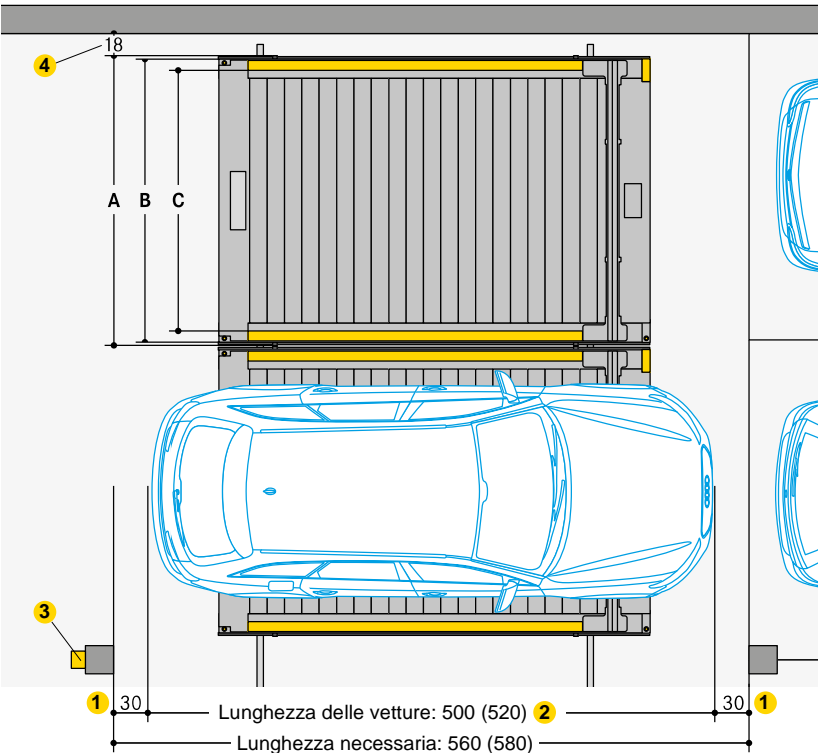 18
4
A B C
3
1 30 Lunghezza delle vetture: 500 (520) 2 30 1
Lunghezza necessaria: 560 (580)